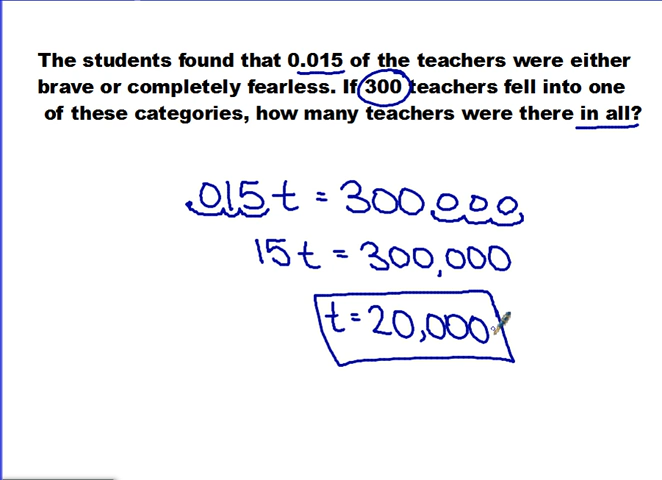 The students found that 0.015 of the teachers were either
brave or completely fearless. If 300 teachers fell into one
of these categories, how many teachers were there in all?
.015t = 300.000
15t = 300,000
t = 20,000